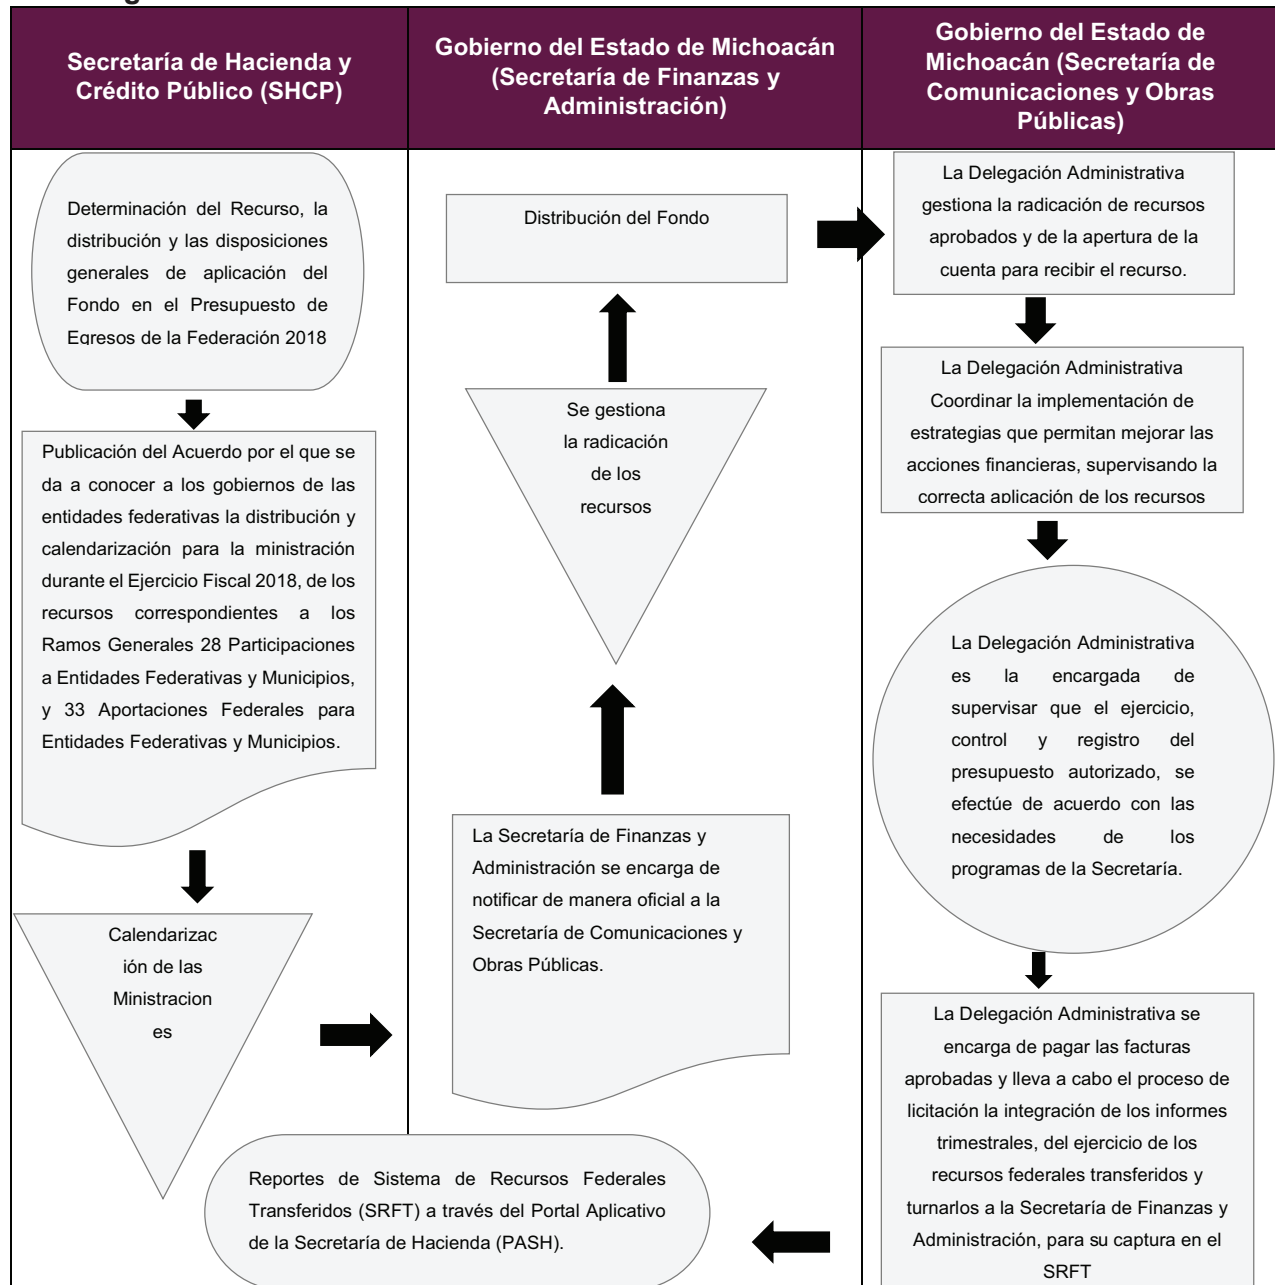 Secretaría de Hacienda y
Crédito Público (SHCP)
Gobierno del Estado de Michoacán
(Secretaría de Finanzas y
Administración)
Gobierno del Estado de
Michoacán (Secretaría de
Comunicaciones y Obras
Públicas)
Determinación del Recurso, la
distribución y las disposiciones
generales de aplicación del
Fondo en el Presupuesto de
Egresos de la Federación 2018
Publicación del Acuerdo por el que se
da a conocer a los gobiernos de las
entidades federativas la distribución y
calendarización para la ministración
durante el Ejercicio Fiscal 2018, de los
recursos correspondientes a los
Ramos Generales 28 Participaciones
a Entidades Federativas y Municipios,
y 33 Aportaciones Federales para
Entidades Federativas y Municipios.
Calendarizac
ión de las
Ministracion
es
La Secretaría de Finanzas y
Administración se encarga de
notificar de manera oficial a la
Secretaría de Comunicaciones y
Obras Públicas.
Se gestiona
la radicación
de los
recursos
Distribución del Fondo
La Delegación Administrativa
gestiona la radicación de recursos
aprobados y de la apertura de la
cuenta para recibir el recurso.
La Delegación Administrativa
Coordinar la implementación de
estrategias que permitan mejorar las
acciones financieras, supervisando la
correcta aplicación de los recursos
La Delegación Administrativa
es la encargada de
supervisar que el ejercicio,
control y registro del
presupuesto autorizado, se
efectúe de acuerdo con las
necesidades de los
programas de la Secretaría.
La Delegación Administrativa se
encarga de pagar las facturas
aprobadas y lleva a cabo el proceso de
licitación la integración de los informes
trimestrales, del ejercicio de los
recursos federales transferidos y
turnarlos a la Secretaría de Finanzas y
Administración, para su captura en el
SRFT
Reportes de Sistema de Recursos Federales
Transferidos (SRFT) a través del Portal Aplicativo
de la Secretaría de Hacienda (PASH).